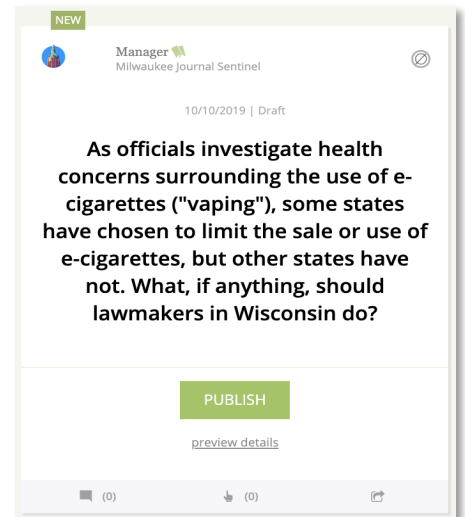 NEW
Manager
Milwaukee Journal Sentinel
10/10/2019 | Draft
As officials investigate health
concerns surrounding the use of e-
cigarettes ("vaping"), some states
have chosen to limit the sale or use of
e-cigarettes, but other states have
not. What, if anything, should
lawmakers in Wisconsin do?
PUBLISH
preview details
(0) (0)